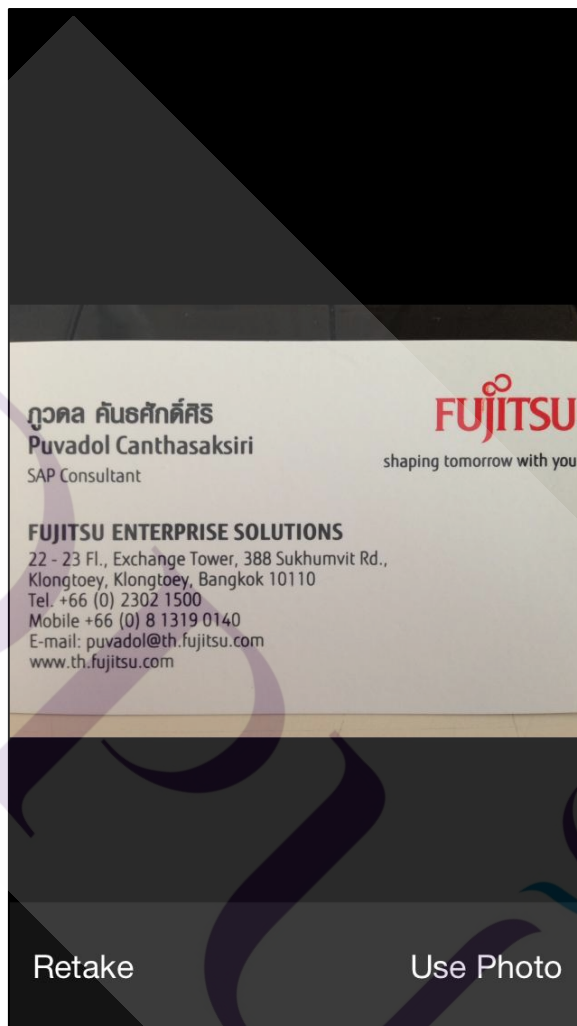 ภูวดล คันธศักดิ์ศิริ
Puvadol Canthasaksiri
SAP Consultant
FUJITSU
shaping tomorrow with you
FUJITSU ENTERPRISE SOLUTIONS
22 - 23 Fl., Exchange Tower, 388 Sukhumvit Rd.,
Klongtoey, Klongtoey, Bangkok 10110
Tel. +66 (0) 2302 1500
Mobile +66 (0) 8 1319 0140
E-mail: puvadol@th.fujitsu.com
www.th.fujitsu.com
Retake
Use Photo